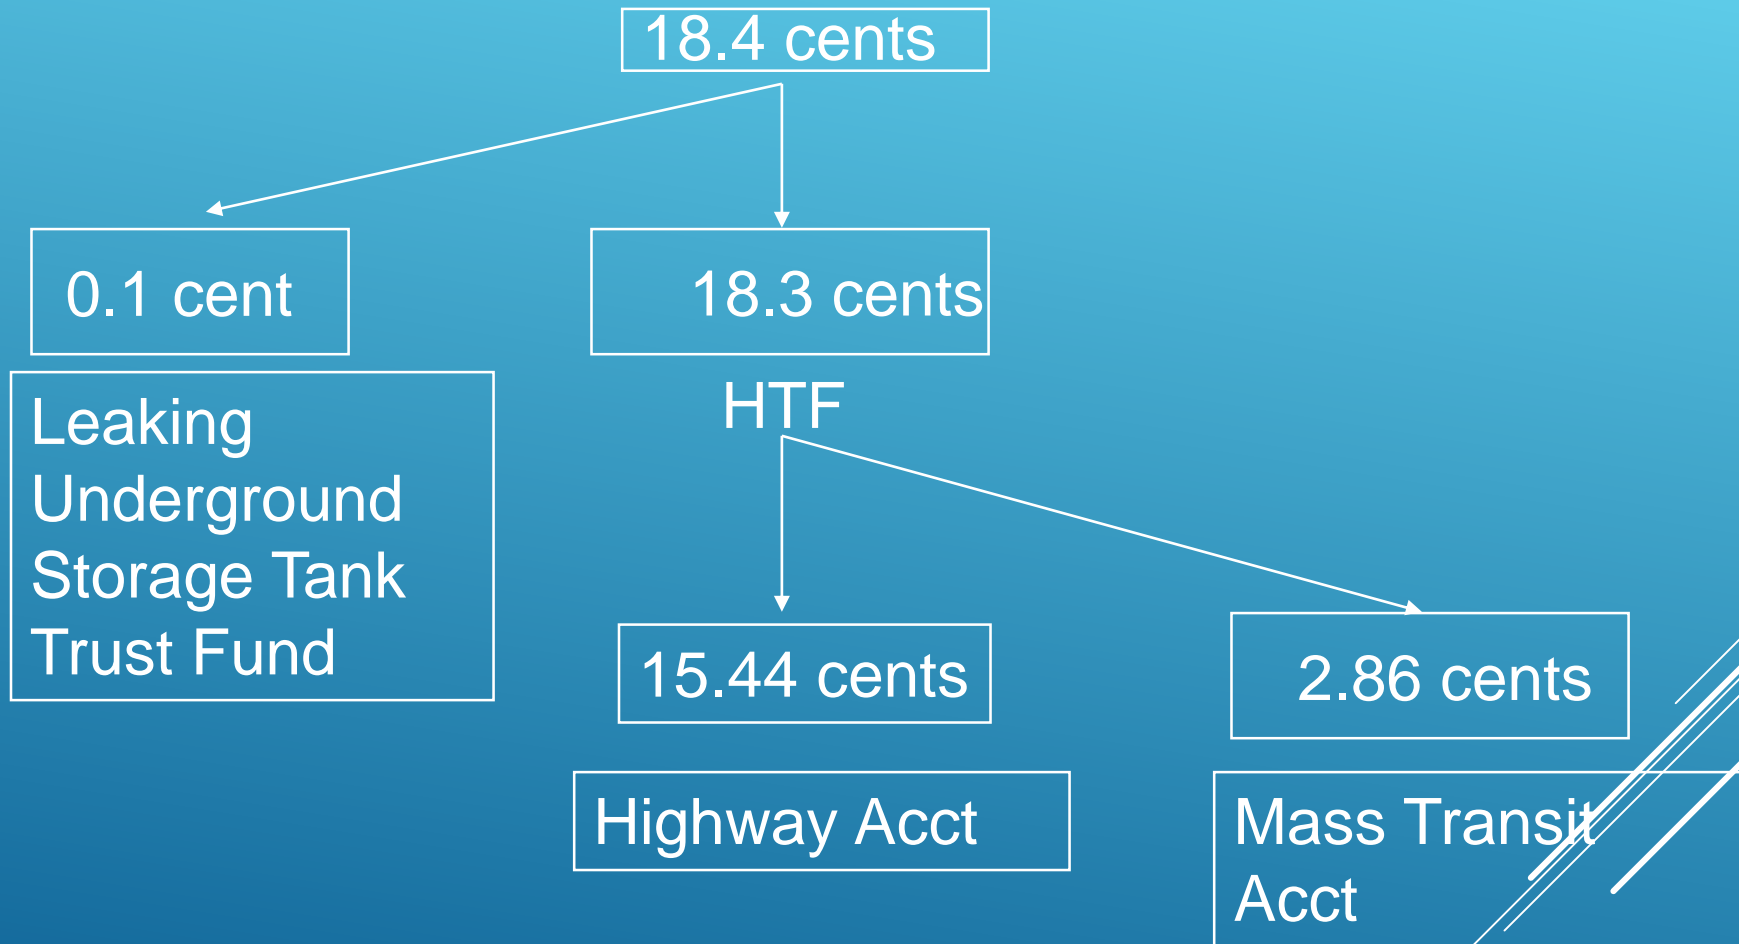 18.4 cents
0.1 cent
18.3 cents
Leaking
Underground
Storage Tank
Trust Fund
HTF
15.44 cents
2.86 cents
Highway Acct
Mass Transit
Acct